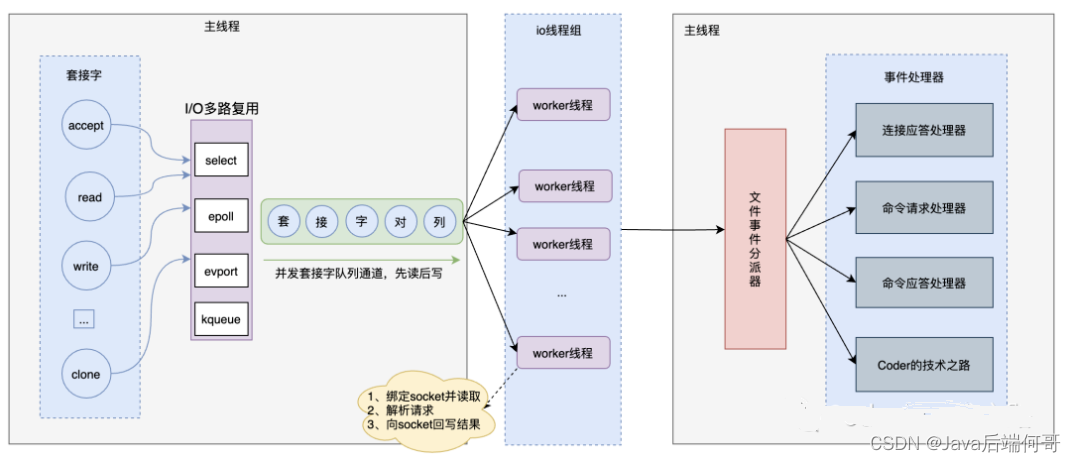 主线程
套接字
accept
read
write
...
clone
I/O多路复用
select
epoll
evport
kqueue
套 接 字 对 列
并发套接字队列通道，先读后写
1、绑定socket并读取
2、解析请求
3、向socket回写结果
io线程组
worker线程
worker线程
worker线程
...
worker线程
主线程
文件事件分派器
事件处理器
连接应答处理器
命令请求处理器
命令应答处理器
Coder的技术之路
CSDN @Java后端何哥